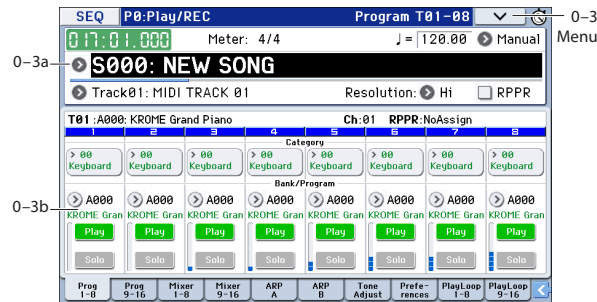 SEQ P0:Play/REC Program T01-08 0–3
017:01.000 Meter: 4/4 ♩= 120.00 Manual Menu
0–3a S000: NEW SONG
Track01: MIDI TRACK 01 Resolution: Hi RPPR
T01 :A000: KROME Grand Piano Ch:01 RPPR:NoAssign
1 2 3 4 5 6 7 8
Category
> 00 > 00 > 00 > 00 > 00 > 00 > 00 > 00
Keyboard Keyboard Keyboard Keyboard Keyboard Keyboard Keyboard Keyboard
Bank/Program
A000 A000 A000 A000 A000 A000 A000 A000
0–3b KROME Gran KROME Gran KROME Gran KROME Gran KROME Gran KROME Gran KROME Gran KROME Gran
Play Play Play Play Play Play Play Play
Solo Solo Solo Solo Solo Solo Solo Solo
Prog 1-8 Prog 9-16 Mixer 1-8 Mixer 9-16 ARP A ARP B Tone Adjust Prefe-rences PlayLoop 1-8 PlayLoop 9-16